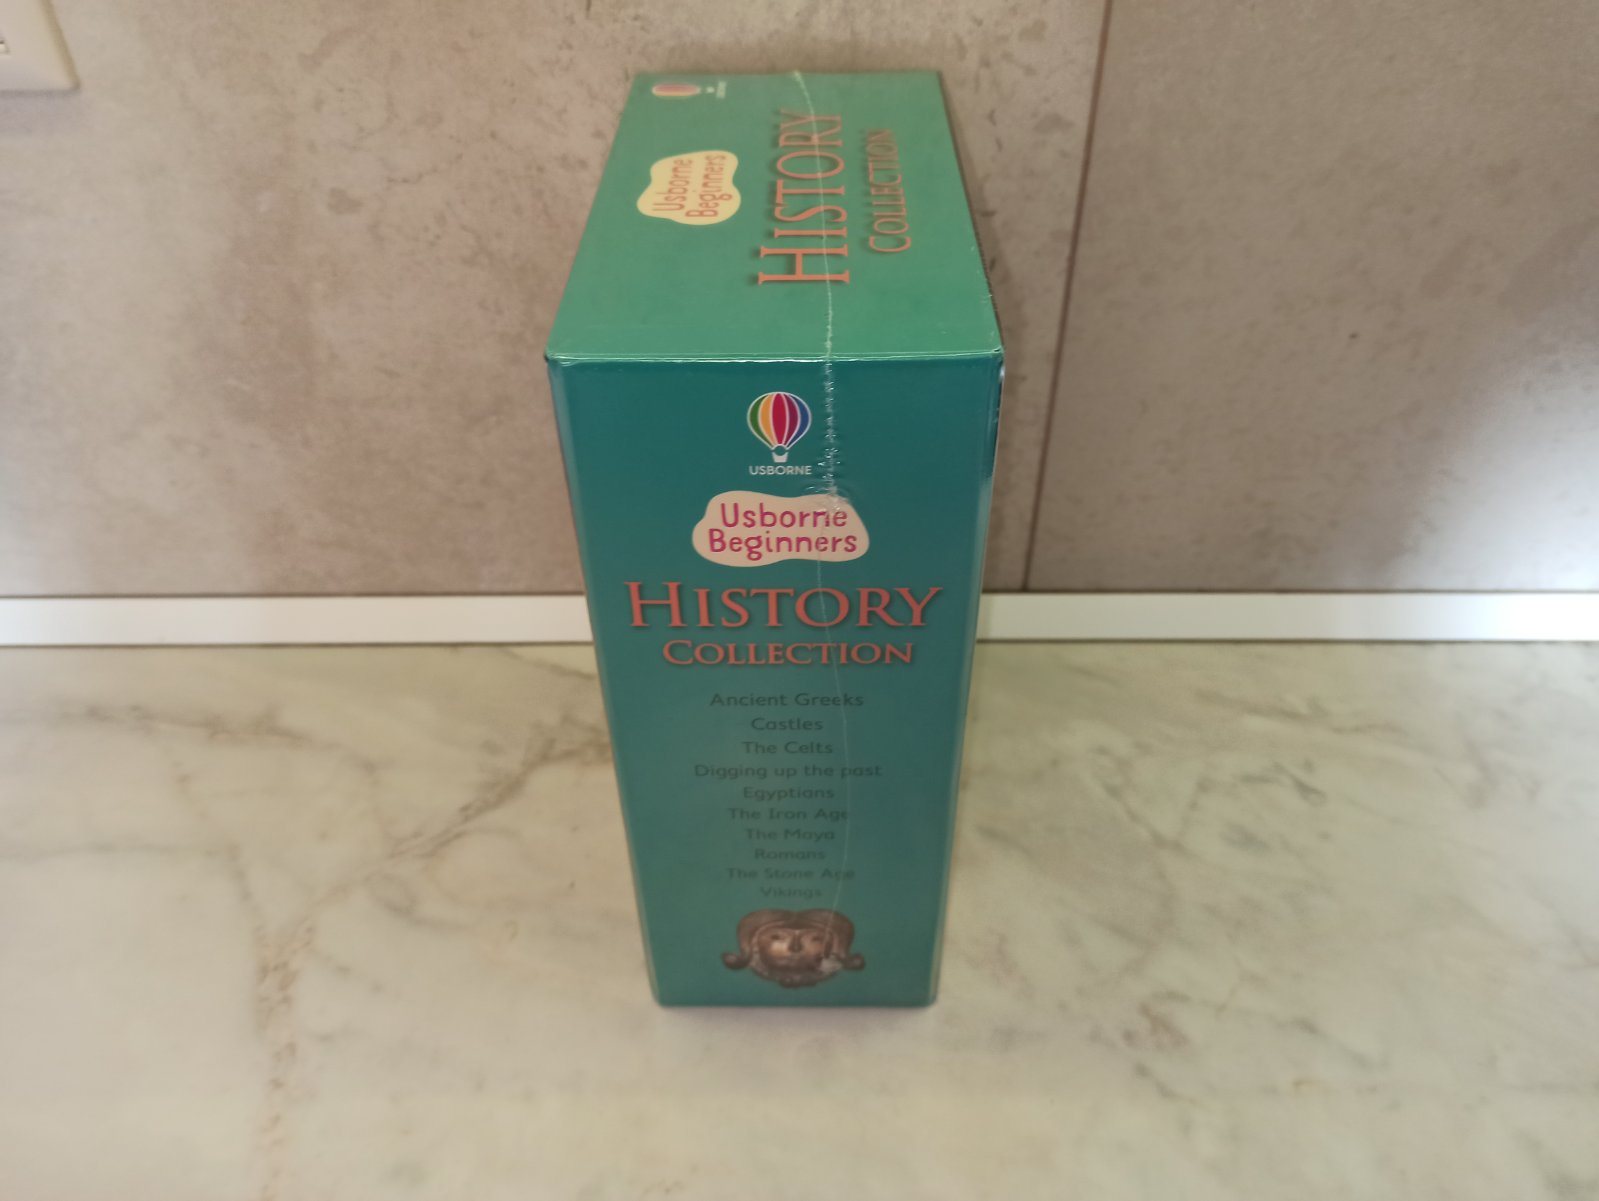 Usborne
Beginners
HISTORY
COLLECTION
USBORNE
Usborne
Beginners
HISTORY
COLLECTION
Ancient Greeks
Castles
The Celts
Digging up the past
Egyptians
The Iron Age
The Maya
Romans
The Stone Age
Vikings